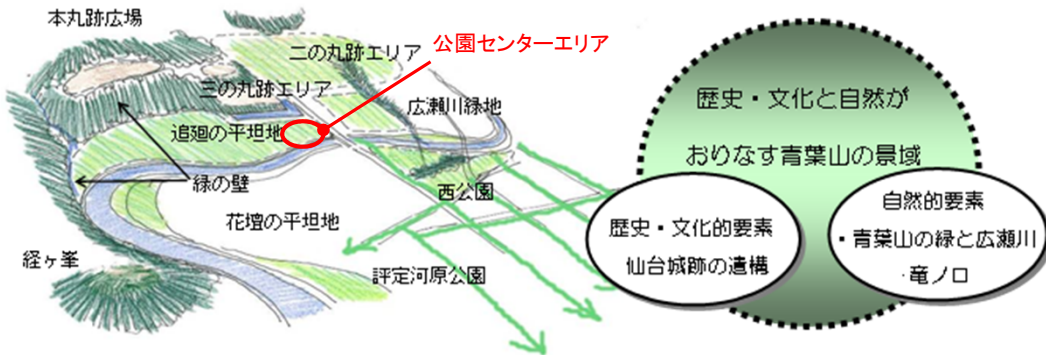 本丸跡広場
公園センターエリア
二の丸跡エリア
三の丸跡エリア
広瀬川緑地
追廻の平坦地
緑の壁
西公園
花壇の平坦地
経ヶ峯
評定河原公園
歴史・文化と自然が
おりなす青葉山の景域
歴史・文化的要素
仙台城跡の遺構
自然的要素
・青葉山の緑と広瀬川
・竜ノ口